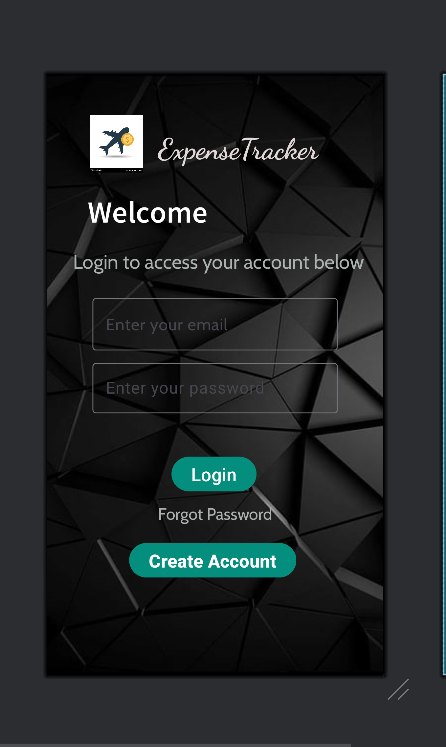 ExpenseTracker
Welcome
Login to access your account below
Enter your email
Enter your password
Login
Forgot Password
Create Account